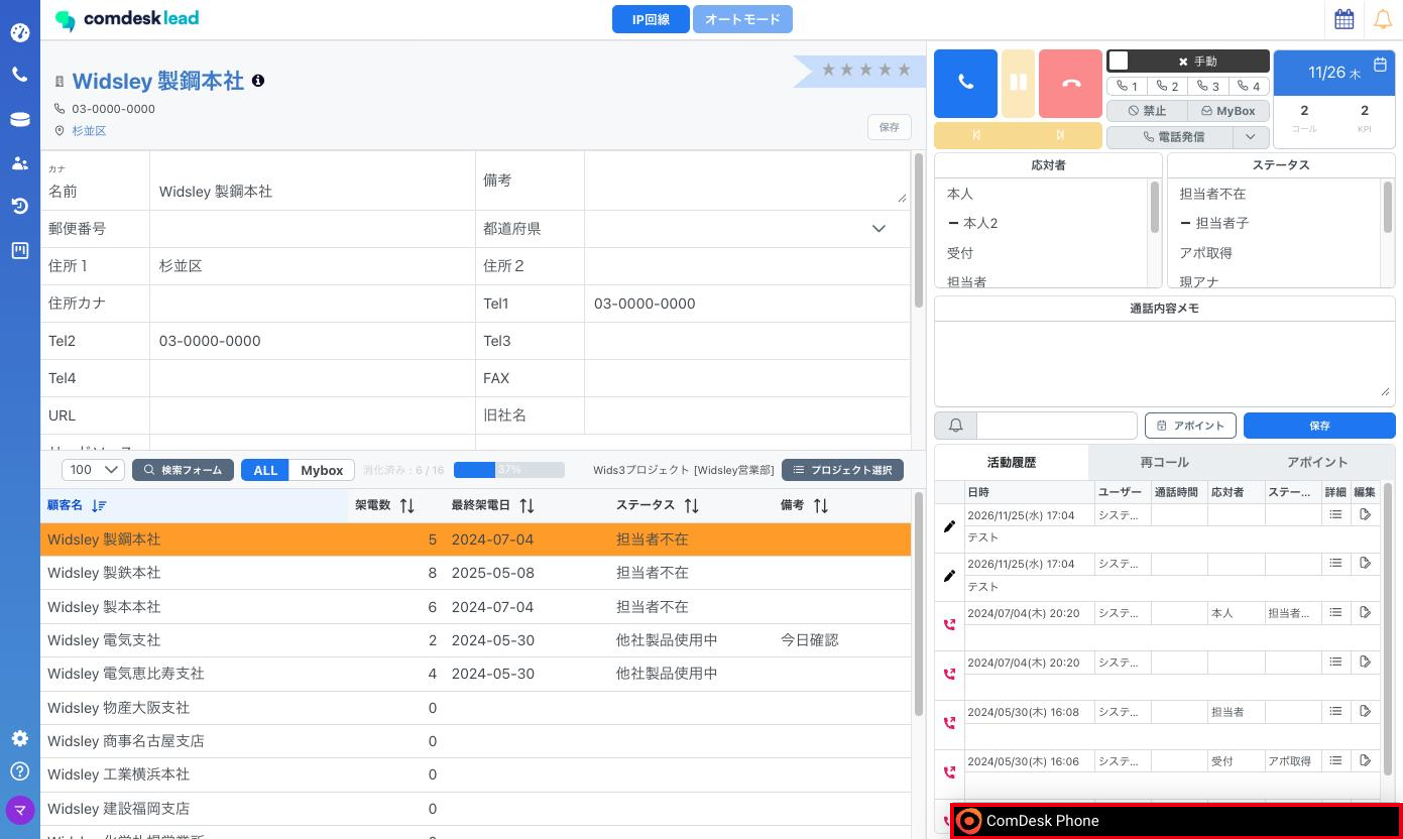 comdesk lead
IP回線
オートモード
Widsley 製鋼本社
03-0000-0000
杉並区
保存
カナ
名前 Widsley 製鋼本社 備考
郵便番号 都道府県
住所1 杉並区 住所2
住所カナ Tel1 03-0000-0000
Tel2 03-0000-0000 Tel3
Tel4 FAX
URL 旧社名
100 検索フォーム ALL Mybox 消化済み : 6 / 16 37% Wids3プロジェクト [Widsley営業部] プロジェクト選択
顧客名 架電数 最終架電日 ステータス 備考
Widsley 製鋼本社 5 2024-07-04 担当者不在
Widsley 製鉄本社 8 2025-05-08 担当者不在
Widsley 製本本社 6 2024-07-04 担当者不在
Widsley 電気支社 2 2024-05-30 他社製品使用中 今日確認
Widsley 電気恵比寿支社 4 2024-05-30 他社製品使用中
Widsley 物産大阪支社 0
Widsley 商事名古屋支店 0
Widsley 工業横浜本社 0
Widsley 建設福岡支店 0
マ
手動
1 2 3 4
禁止 MyBox
電話発信
11/26 木
2 2
コール KPI
応対者
本人
ー 本人2
受付
担当者
ステータス
担当者不在
ー 担当者子
アポ取得
現アナ
通話内容メモ
アポイント
保存
活動履歴 再コール アポイント
日時 ユーザー 通話時間 応対者 ステー... 詳細 編集
2026/11/25(水) 17:04 システ...
テスト
2026/11/25(水) 17:04 システ...
テスト
2024/07/04(木) 20:20 システ... 本人 担当者...
2024/07/04(木) 20:20 システ...
2024/05/30(木) 16:08 システ... 担当者
2024/05/30(木) 16:06 システ... 受付 アポ取得
ComDesk Phone